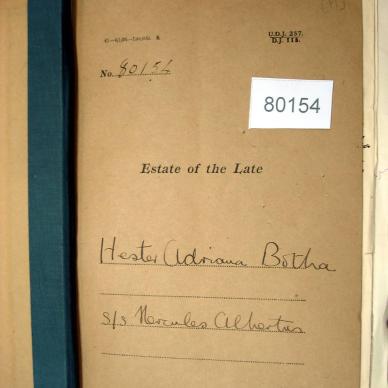 U.D.J. 257.
D.J. 118.
No. 80154
80154
Estate of the Late
Hester Adriana Botha
s/s Hercules Albertus